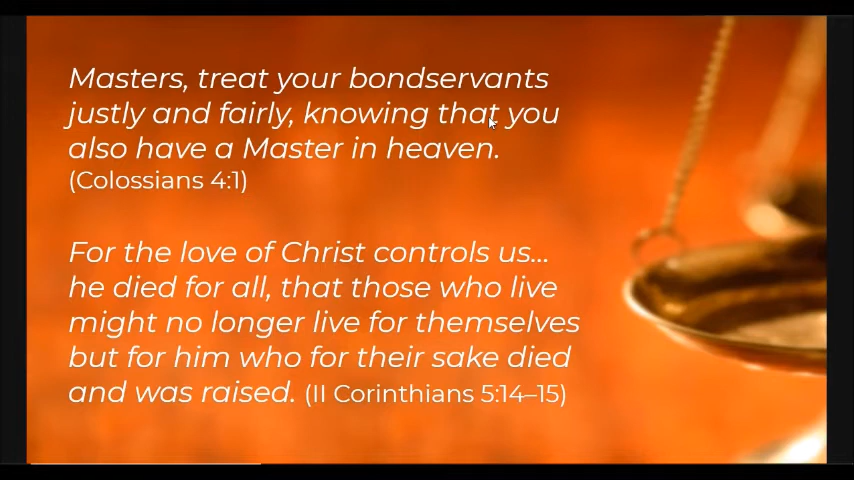 Masters, treat your bondservants
justly and fairly, knowing that you
also have a Master in heaven.
(Colossians 4:1)
For the love of Christ controls us...
he died for all, that those who live
might no longer live for themselves
but for him who for their sake died
and was raised. (II Corinthians 5:14–15)